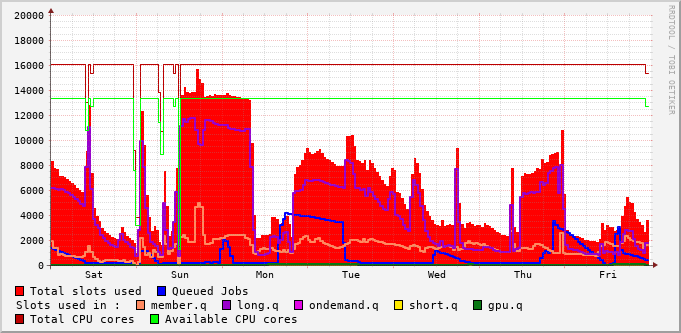 20000
18000
16000
14000
12000
10000
8000
6000
4000
2000
0
Sat Sun Mon Tue Wed Thu Fri
RRDTOOL / TOBI OETIKER
Total slots used Queued Jobs
Slots used in : member.q long.q ondemand.q short.q gpu.q
Total CPU cores Available CPU cores